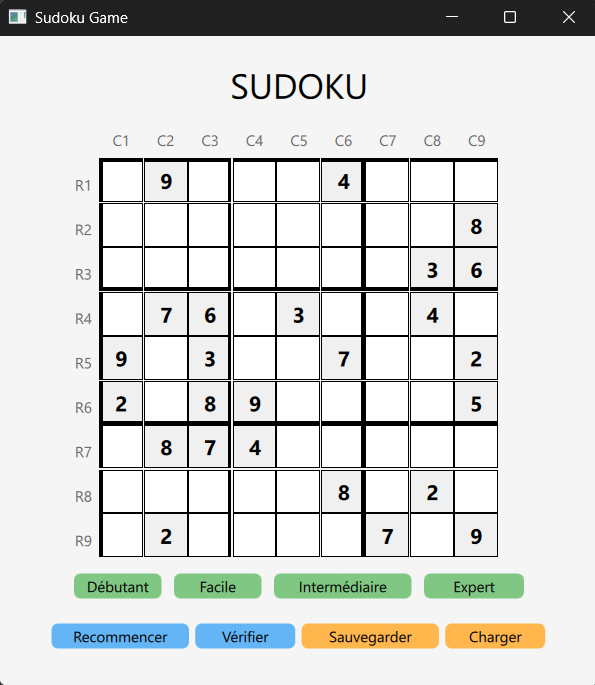 Sudoku Game
SUDOKU
C1 C2 C3 C4 C5 C6 C7 C8 C9
R1 9 4
R2 8
R3 3 6
R4 7 6 3 4
R5 9 3 7 2
R6 2 8 9 5
R7 8 7 4
R8 8 2
R9 2 7 9
Débutant Facile Intermédiaire Expert
Recommencer Vérifier Sauvegarder Charger